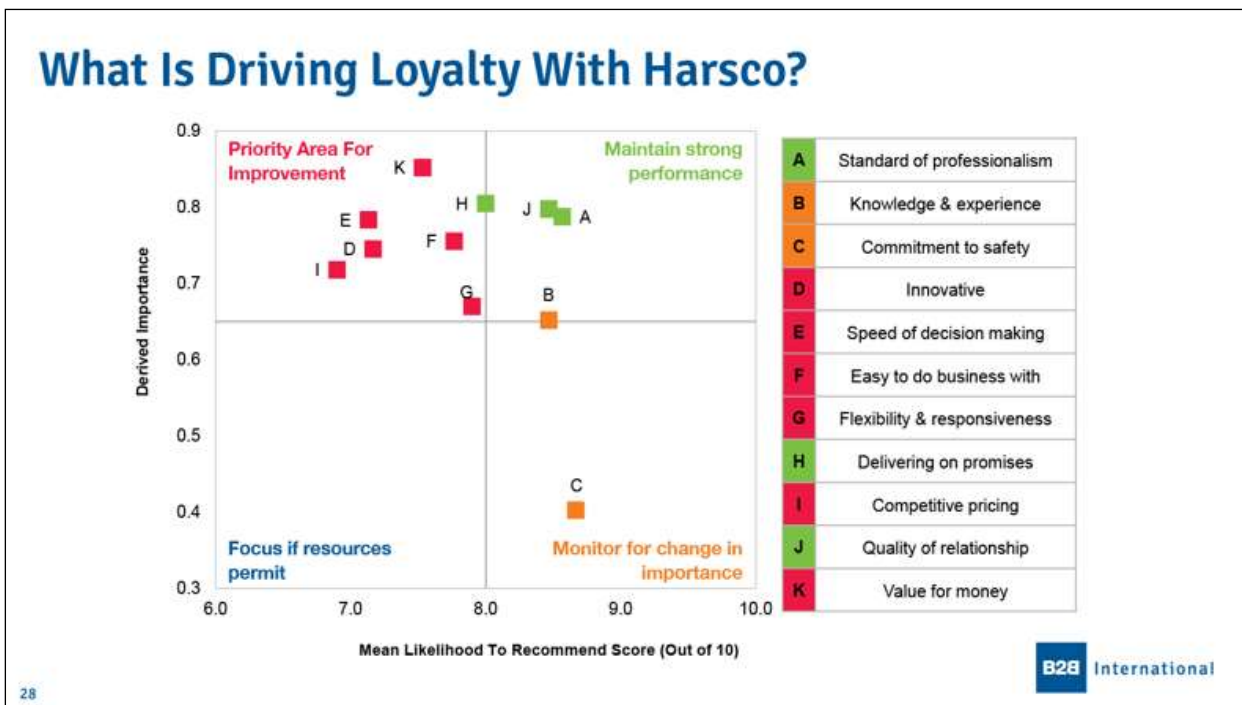 What Is Driving Loyalty With Harsco?
0.9
0.8
0.7
0.6
0.5
0.4
0.3
Derived Importance
Priority Area For
Improvement
Maintain strong
performance
K
H
J
A
E
F
D
I
G
B
C
Focus if resources
permit
Monitor for change in
importance
6.0
7.0
8.0
9.0
10.0
Mean Likelihood To Recommend Score (Out of 10)
A Standard of professionalism
B Knowledge & experience
C Commitment to safety
D Innovative
E Speed of decision making
F Easy to do business with
G Flexibility & responsiveness
H Delivering on promises
I Competitive pricing
J Quality of relationship
K Value for money
B2B International
28